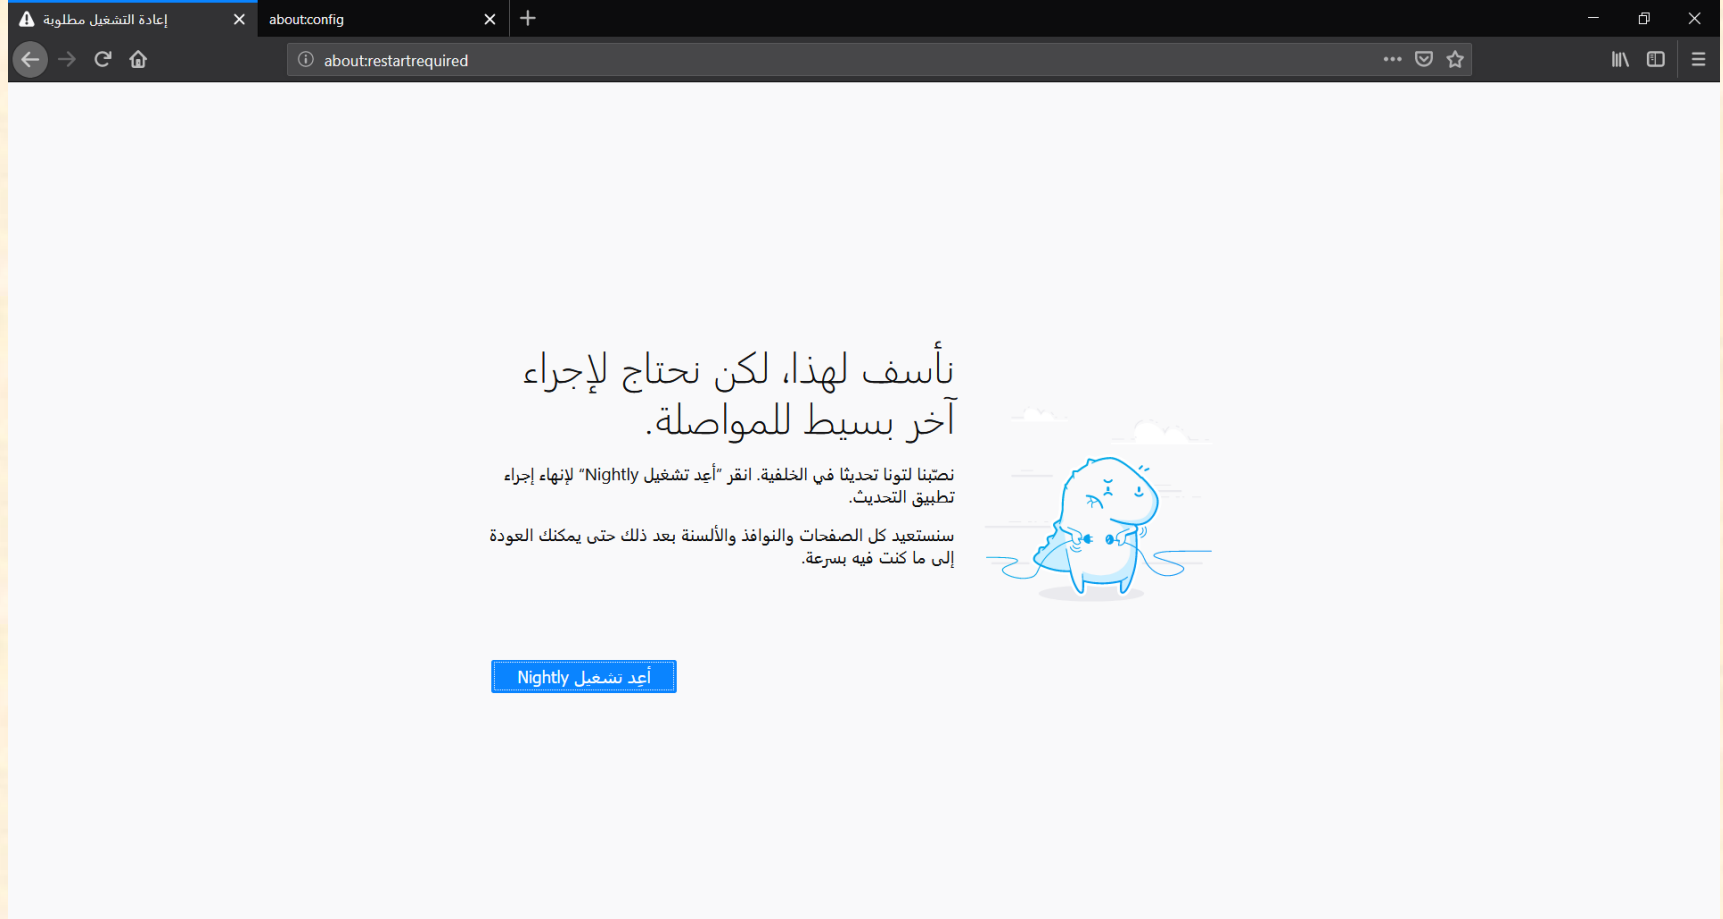 إعادة التشغيل مطلوبة
about:config
about:restartrequired
نأسف لهذا، لكن نحتاج لإجراء
آخر بسيط للمواصلة.
نصّبنا لتونا تحديثا في الخلفية. انقر ”أعِد تشغيل Nightly“ لإنهاء إجراء
تطبيق التحديث.
سنستعيد كل الصفحات والنوافذ والألسنة بعد ذلك حتى يمكنك العودة
إلى ما كنت فيه بسرعة.
أعِد تشغيل Nightly